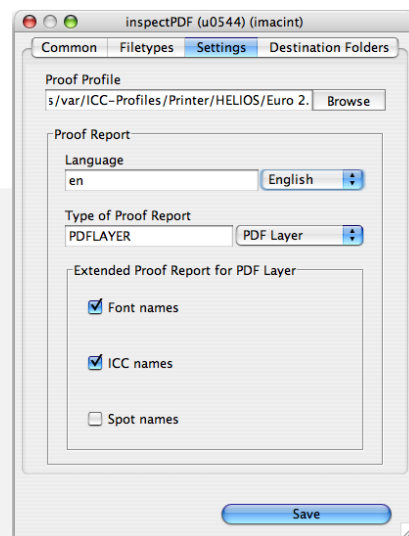 inspectPDF (u0544) (imacint)
Common Filetypes Settings Destination Folders
Proof Profile
s/var/ICC-Profiles/Printer/HELIOS/Euro 2. Browse
Proof Report
Language
en English
Type of Proof Report
PDFLAYER PDF Layer
Extended Proof Report for PDF Layer
Font names
ICC names
Spot names
Save